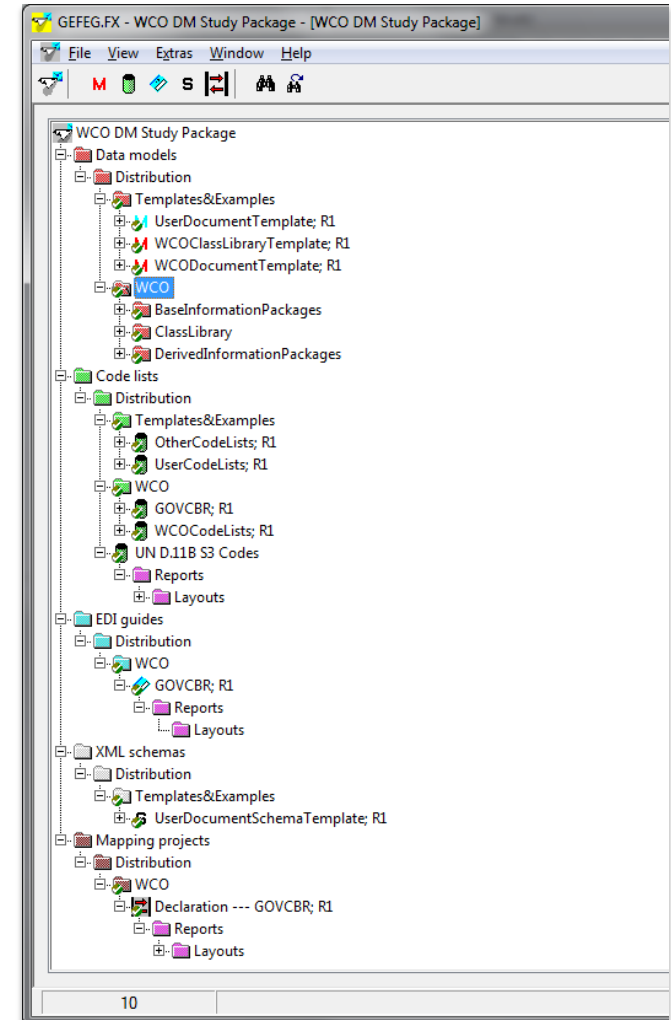 GEFEG.FX - WCO DM Study Package - [WCO DM Study Package]
File View Extras Window Help
M S
WCO DM Study Package
Data models
Distribution
Templates&Examples
UserDocumentTemplate; R1
WCOClassLibraryTemplate; R1
WCODocumentTemplate; R1
WCO
BaseInformationPackages
ClassLibrary
DerivedInformationPackages
Code lists
Distribution
Templates&Examples
OtherCodeLists; R1
UserCodeLists; R1
WCO
GOVCBR; R1
WCOCodeLists; R1
UN D.11B S3 Codes
Reports
Layouts
EDI guides
Distribution
WCO
GOVCBR; R1
Reports
Layouts
XML schemas
Distribution
Templates&Examples
UserDocumentSchemaTemplate; R1
Mapping projects
Distribution
WCO
Declaration --- GOVCBR; R1
Reports
Layouts
10